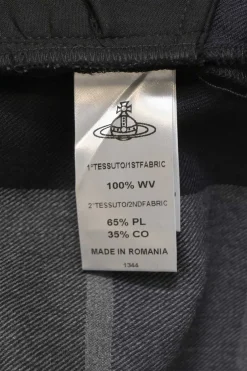 1°TESSUTO/1STFABRIC
100% WV
2°TESSUTO/2NDFABRIC
65% PL
35% CO
MADE IN ROMANIA
1364